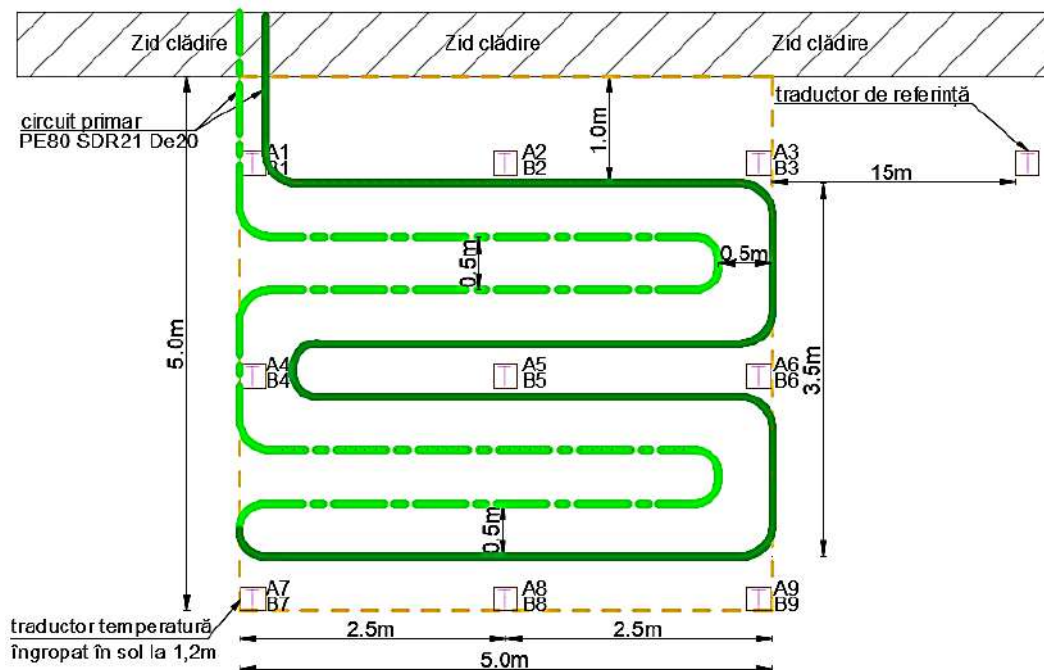 Zid clădire
Zid clădire
Zid clădire
circuit primar
PE80 SDR21 De20
traductor de referință
1.0m
A1
B1
A2
B2
A3
B3
15m
0.5m
0.5m
5.0m
A4
B4
A5
B5
A6
B6
3.5m
0.5m
A7
B7
A8
B8
A9
B9
traductor temperatură
îngropat în sol la 1,2m
2.5m
2.5m
5.0m
T
T
T
T
T
T
T
T
T
T